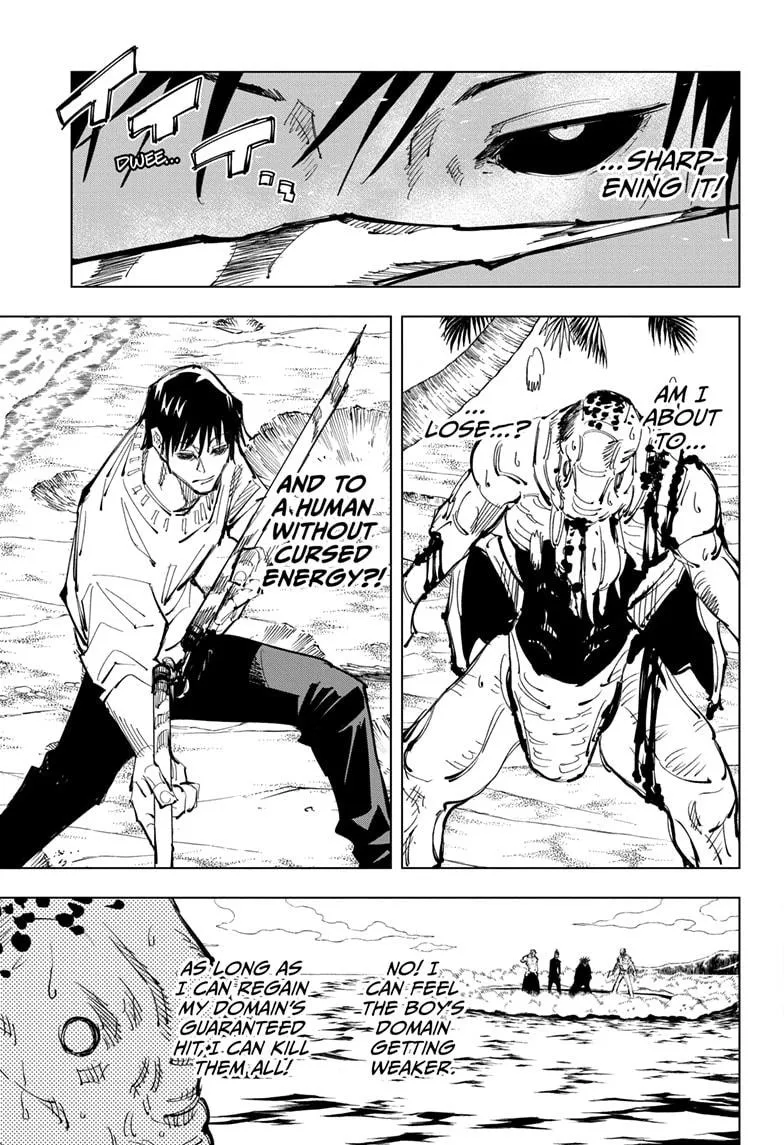 ...SHARP-
ENING IT!
イイイ...
DWEE...
AM I
ABOUT
TO...
...
LOSE...?
AND TO
A HUMAN
WITHOUT
CURSED
ENERGY?!
NO! I
CAN FEEL
THE BOY'S
DOMAIN
GETTING
WEAKER.
AS LONG AS
I CAN REGAIN
MY DOMAIN'S
GUARANTEED
HIT, I CAN KILL
THEM ALL!